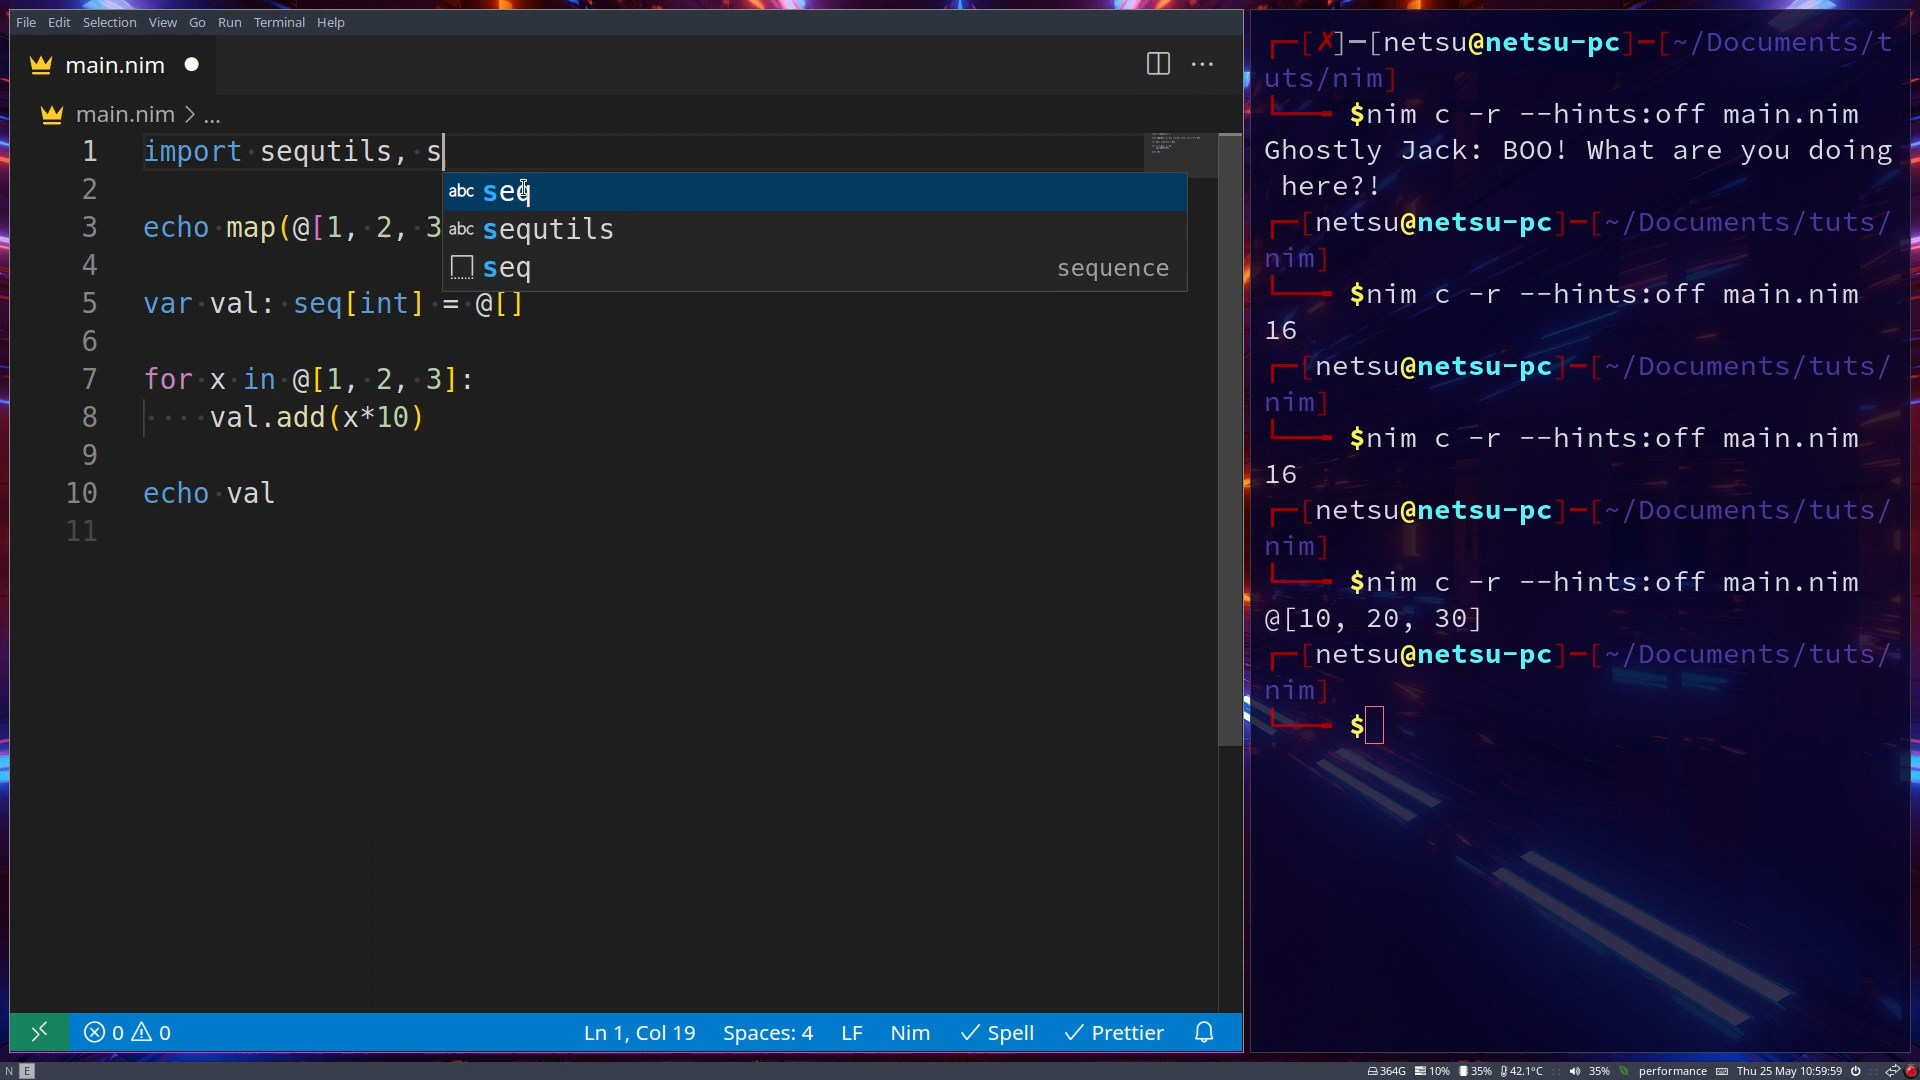 File Edit Selection View Go Run Terminal Help
main.nim
main.nim > ...
1 import sequtils, s
2
3 echo map(@[1, 2, 3
4
5 var val: seq[int] = @[]
6
7 for x in @[1, 2, 3]:
8 val.add(x*10)
9
10 echo val
11
abc seq
abc sequtils
seq sequence
0 0 Ln 1, Col 19 Spaces: 4 LF Nim Spell Prettier
[✗]─[netsu@netsu-pc]─[~/Documents/t
uts/nim]
$nim c -r --hints:off main.nim
Ghostly Jack: BOO! What are you doing
here?!
[netsu@netsu-pc]─[~/Documents/tuts/
nim]
$nim c -r --hints:off main.nim
16
[netsu@netsu-pc]─[~/Documents/tuts/
nim]
$nim c -r --hints:off main.nim
16
[netsu@netsu-pc]─[~/Documents/tuts/
nim]
$nim c -r --hints:off main.nim
@[10, 20, 30]
[netsu@netsu-pc]─[~/Documents/tuts/
nim]
$
N E 364G 10% 35% 42.1°C 35% performance Thu 25 May 10:59:59